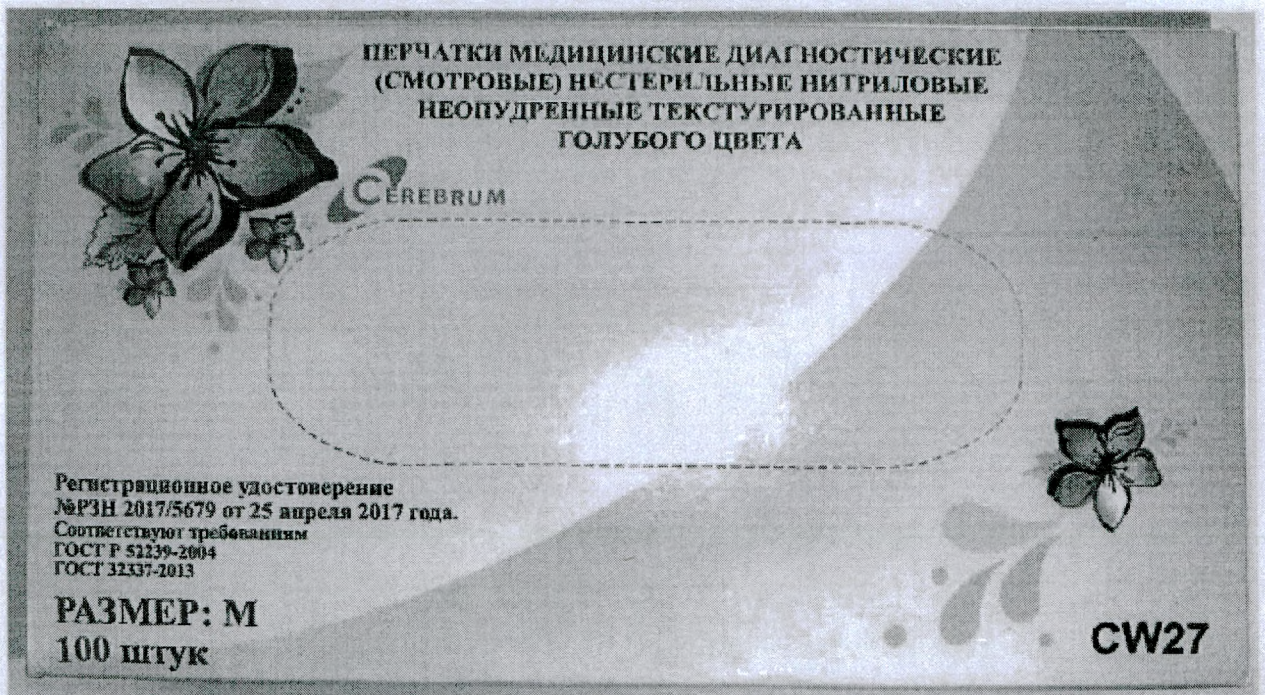 ПЕРЧАТКИ МЕДИЦИНСКИЕ ДИАГНОСТИЧЕСКИЕ
(СМОТРОВЫЕ) НЕСТЕРИЛЬНЫЕ НИТРИЛОВЫЕ
НЕОПУДРЕННЫЕ ТЕКСТУРИРОВАННЫЕ
ГОЛУБОГО ЦВЕТА
CEREBRUM
Регистрационное удостоверение
№РЗН 2017/5679 от 25 апреля 2017 года.
Соответствуют требованиям
ГОСТ Р 52239-2004
ГОСТ 32337-2013
РАЗМЕР: М
100 штук
CW27